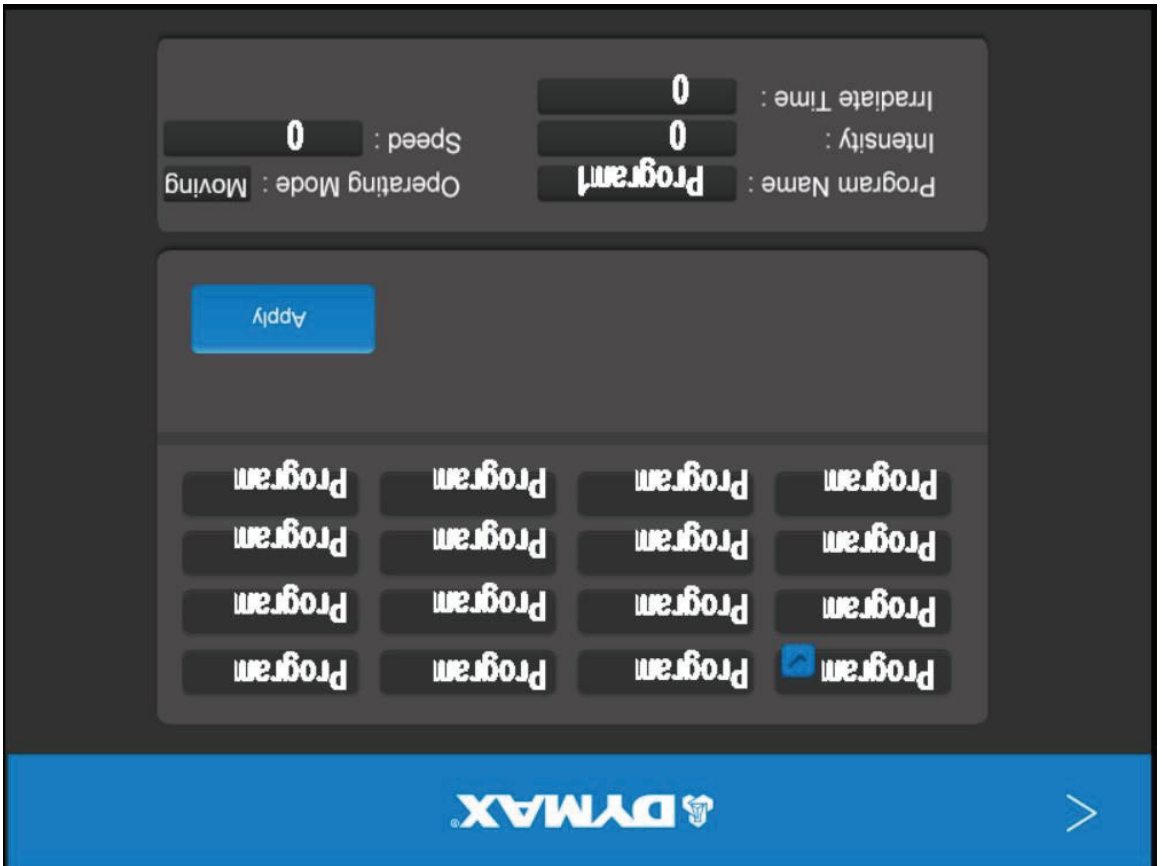 DYMAX®
Program Program Program Program
Program Program Program Program
Program Program Program Program
Program Program Program Program
Apply
Program Name : Program1 Operating Mode : Moving
Intensity : 0 Speed : 0
Irradiate Time : 0